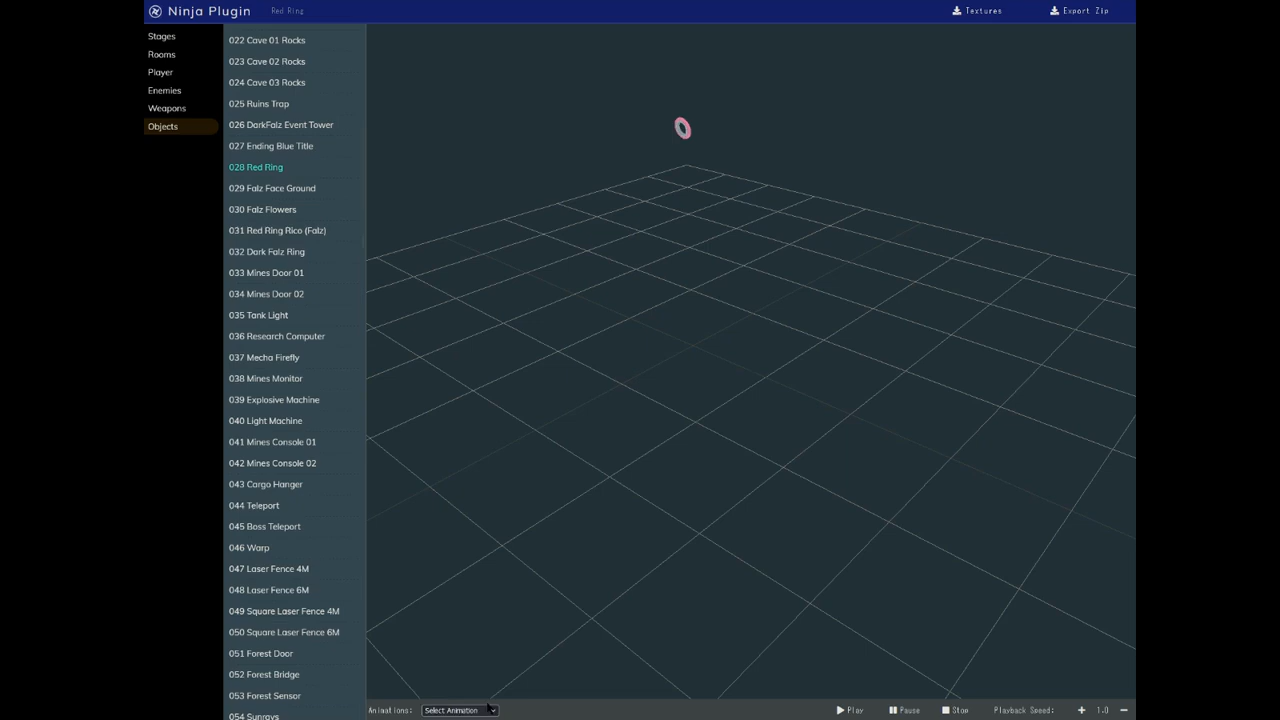 Ninja Plugin
Red Ring
Textures
Export Zip
Stages
Rooms
Player
Enemies
Weapons
Objects
022 Cave 01 Rocks
023 Cave 02 Rocks
024 Cave 03 Rocks
025 Ruins Trap
026 DarkFalz Event Tower
027 Ending Blue Title
028 Red Ring
029 Falz Face Ground
030 Falz Flowers
031 Red Ring Rico (Falz)
032 Dark Falz Ring
033 Mines Door 01
034 Mines Door 02
035 Tank Light
036 Research Computer
037 Mecha Firefly
038 Mines Monitor
039 Explosive Machine
040 Light Machine
041 Mines Console 01
042 Mines Console 02
043 Cargo Hanger
044 Teleport
045 Boss Teleport
046 Warp
047 Laser Fence 4M
048 Laser Fence 6M
049 Square Laser Fence 4M
050 Square Laser Fence 6M
051 Forest Door
052 Forest Bridge
053 Forest Sensor
054 Sunrays
Animations:
Select Animation
Play
Pause
Stop
Playback Speed:
+ 1.0 −